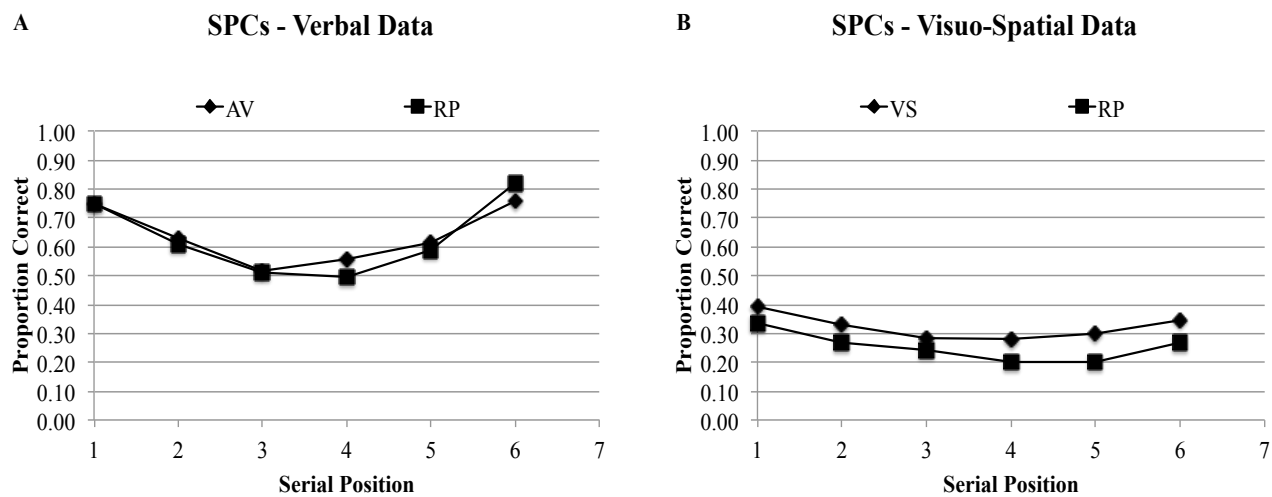 A
SPCs - Verbal Data
AV
RP
1.00
0.90
0.80
0.70
0.60
0.50
0.40
0.30
0.20
0.10
0.00
Proportion Correct
1 2 3 4 5 6 7
Serial Position
B
SPCs - Visuo-Spatial Data
VS
RP
1.00
0.90
0.80
0.70
0.60
0.50
0.40
0.30
0.20
0.10
0.00
Proportion Correct
1 2 3 4 5 6 7
Serial Position